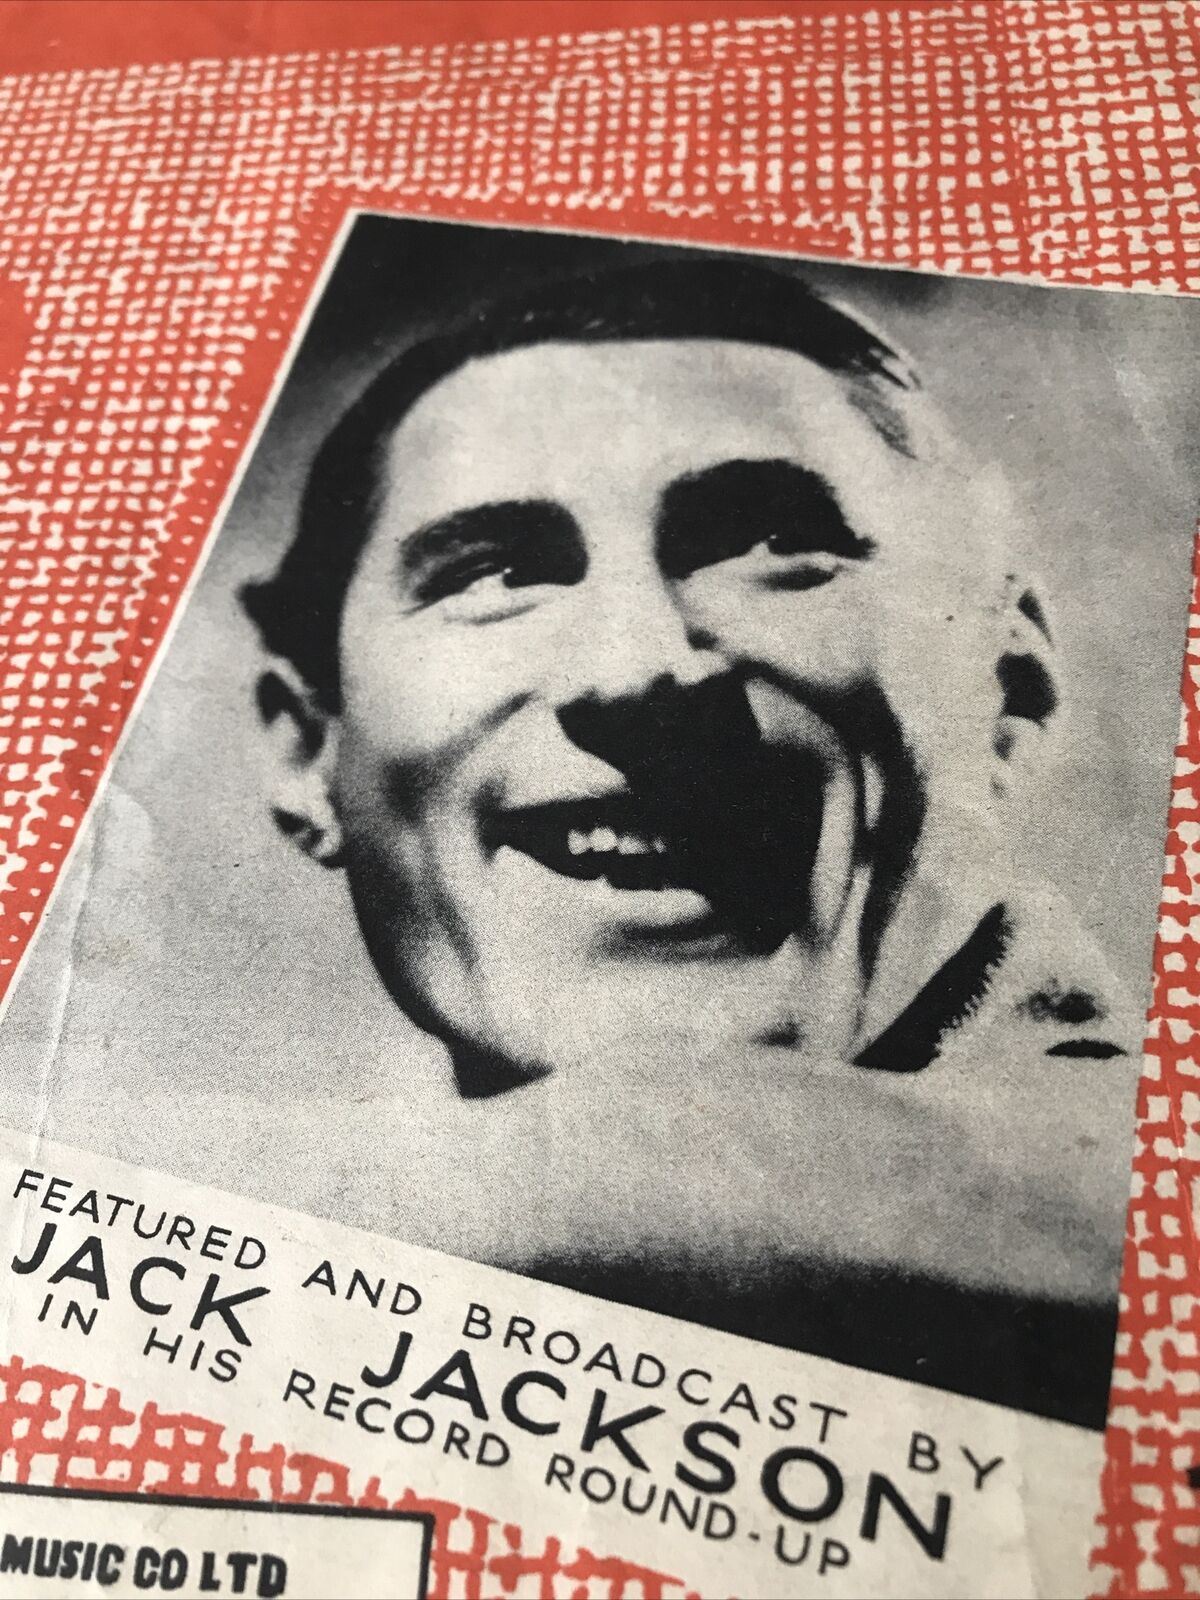 FEATURED AND BROADCAST BY
JACK JACKSON
IN HIS RECORD ROUND-UP
MUSIC CO LTD